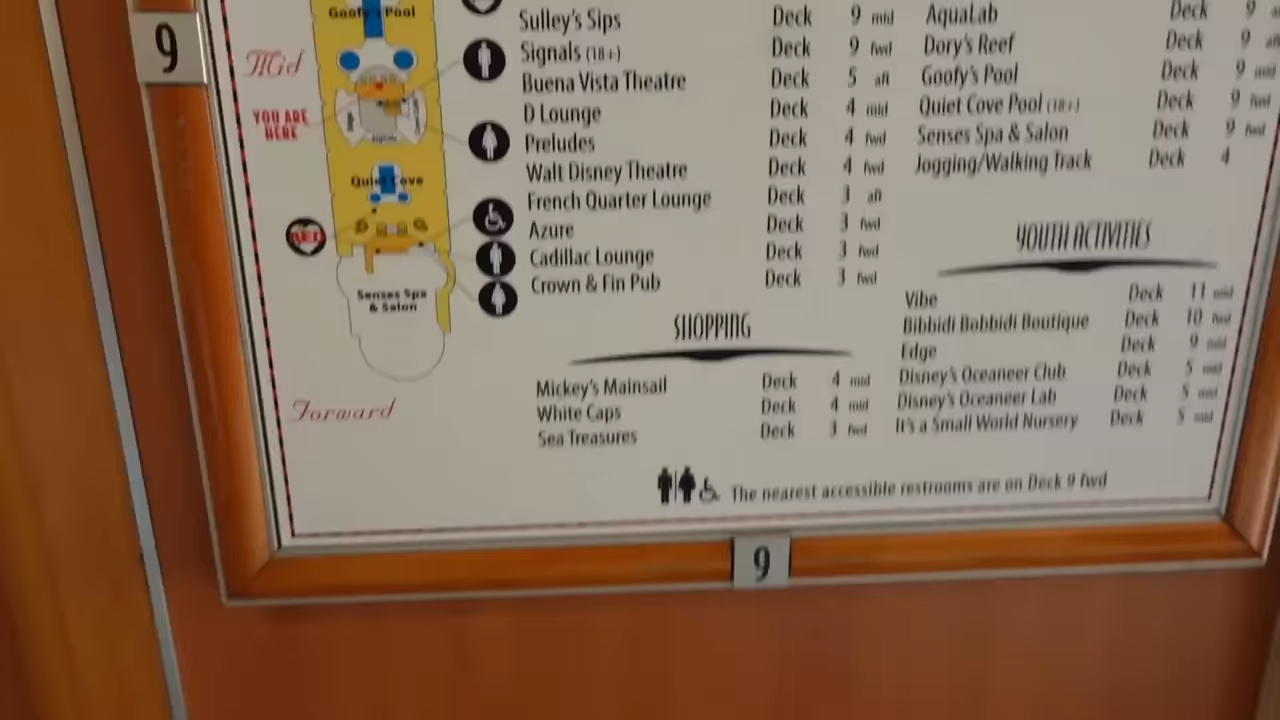 9
Goofy's Pool
Mid
YOU ARE
HERE
Quiet Cove
AED
Senses Spa
& Salon
Forward
Sulley's Sips Deck 9 mid
Signals (18+) Deck 9 fwd
Buena Vista Theatre Deck 5 aft
D Lounge Deck 4 mid
Preludes Deck 4 fwd
Walt Disney Theatre Deck 4 fwd
French Quarter Lounge Deck 3 aft
Azure Deck 3 fwd
Cadillac Lounge Deck 3 fwd
Crown & Fin Pub Deck 3 fwd
SHOPPING
Mickey's Mainsail Deck 4 mid
White Caps Deck 4 mid
Sea Treasures Deck 3 fwd
AquaLab Deck 9
Dory's Reef Deck 9 aft
Goofy's Pool Deck 9 mid
Quiet Cove Pool (18+) Deck 9 fwd
Senses Spa & Salon Deck 9 fwd
Jogging/Walking Track Deck 4
YOUTH ACTIVITIES
Vibe Deck 11 mid
Bibbidi Bobbidi Boutique Deck 10 fwd
Edge Deck 9 mid
Disney's Oceaneer Club Deck 5 mid
Disney's Oceaneer Lab Deck 5 mid
It's a Small World Nursery Deck 5 mid
The nearest accessible restrooms are on Deck 9 fwd
9